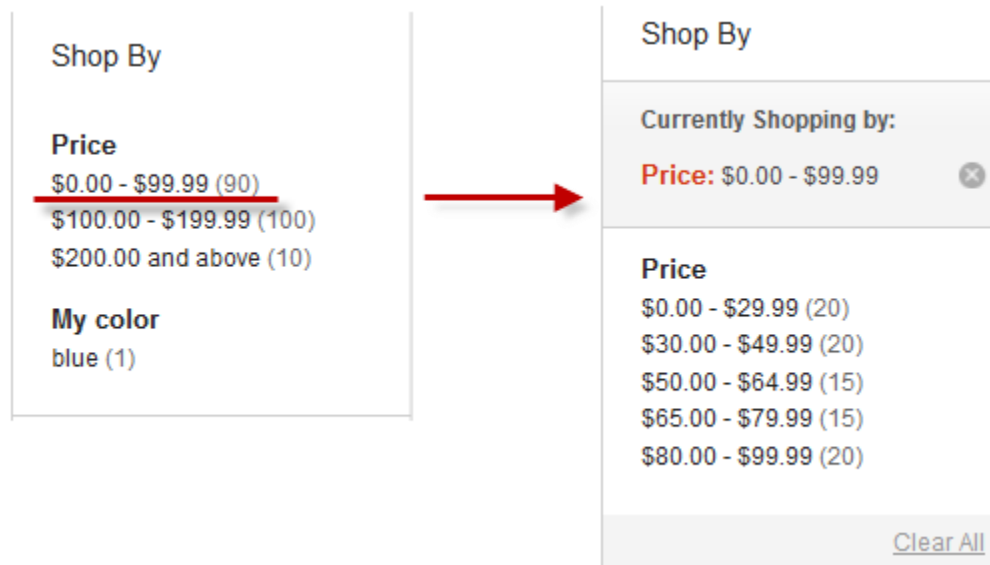 Shop By
Price
$0.00 - $99.99 (90)
$100.00 - $199.99 (100)
$200.00 and above (10)
My color
blue (1)
Shop By
Currently Shopping by:
Price: $0.00 - $99.99
Price
$0.00 - $29.99 (20)
$30.00 - $49.99 (20)
$50.00 - $64.99 (15)
$65.00 - $79.99 (15)
$80.00 - $99.99 (20)
Clear All